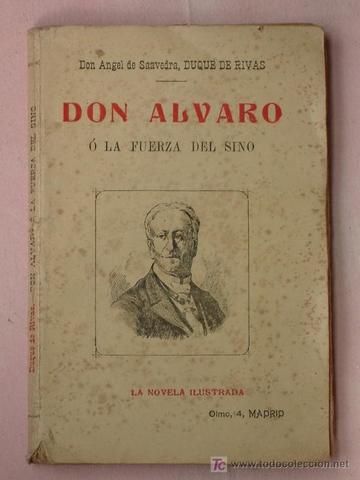 Don Angel de Saavedra, DUQUE DE RIVAS
DON ALVARO
Ó LA FUERZA DEL SINO
LA NOVELA ILUSTRADA
Olmo, 4, MADRID
Duque de Rivas. DON ALVARO Ó LA FUERZA DEL SINO
todocoleccion
www.todocoleccion.net